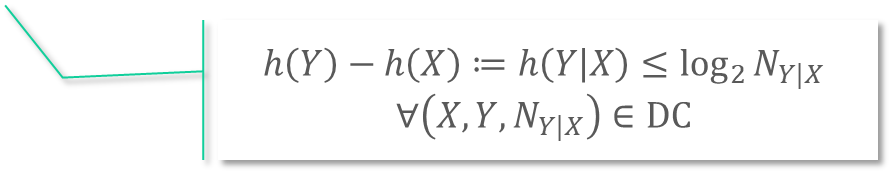 h(Y) − h(X) ≔ h(Y|X) ≤ log₂ N_{Y|X}
∀(X, Y, N_{Y|X}) ∈ DC